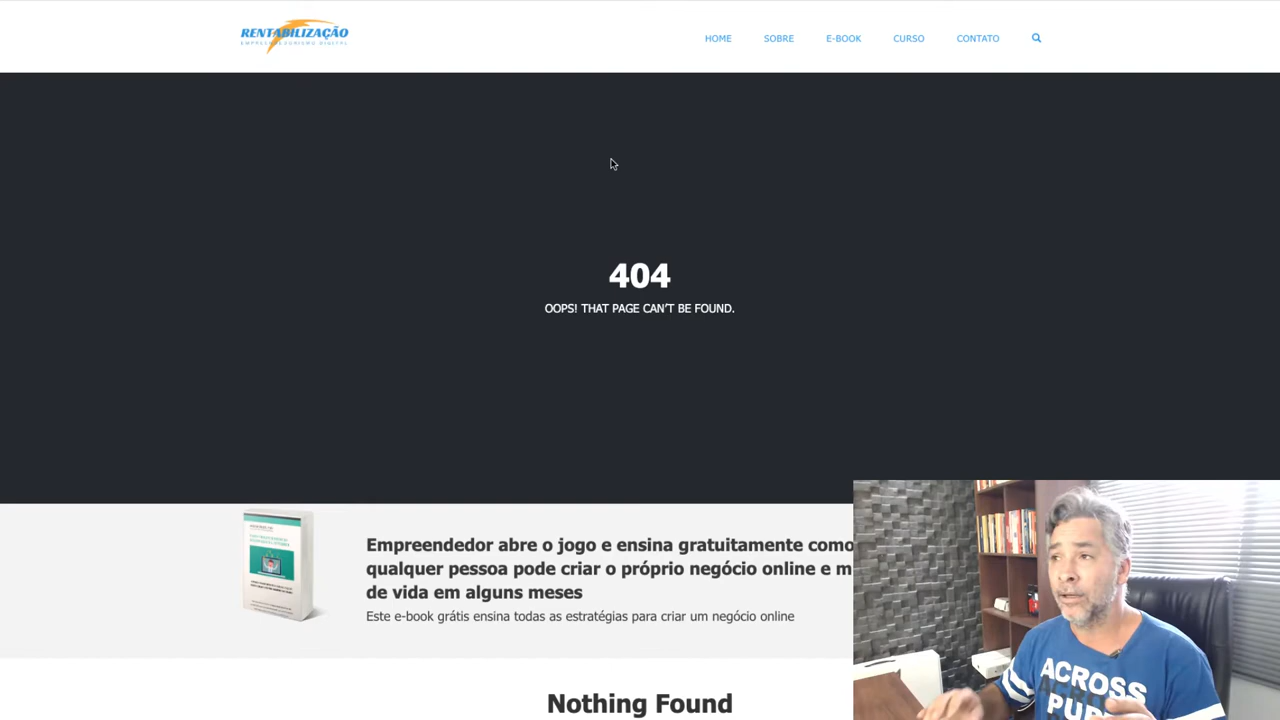 RENTABILIZAÇÃO
EMPREENDEDORISMO DIGITAL
HOME SOBRE E-BOOK CURSO CONTATO
404
OOPS! THAT PAGE CAN'T BE FOUND.
Empreendedor abre o jogo e ensina gratuitamente como
qualquer pessoa pode criar o próprio negócio online e m
de vida em alguns meses
Este e-book grátis ensina todas as estratégias para criar um negócio online
Nothing Found
ACROSS